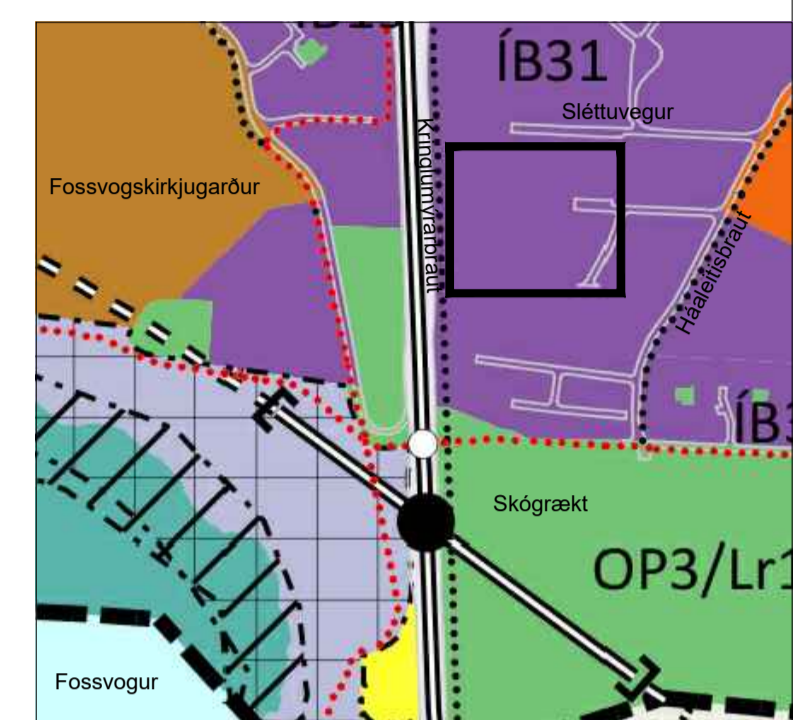 ÍB31
Sléttuvegur
Kringlumýrarbraut
Fossvogskirkjugarður
Háaleitisbraut
Skógrækt
OP3/Lr1
Fossvogur